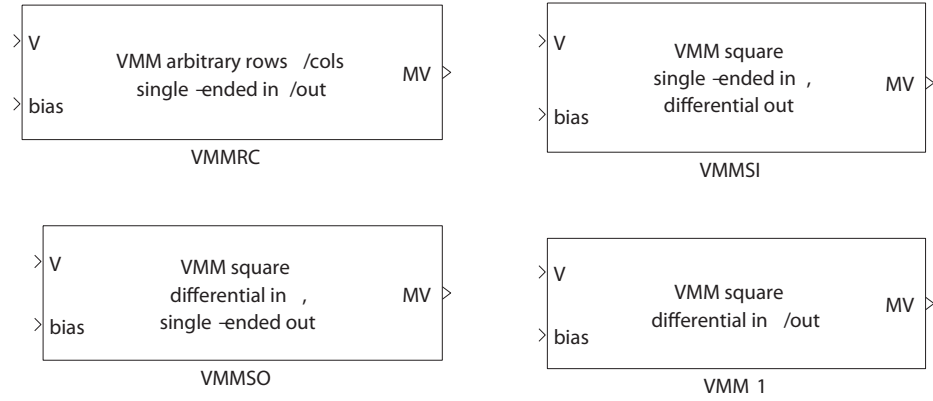 V
VMM arbitrary rows /cols
single -ended in /out
MV
bias
VMMRC
V
VMM square
single -ended in ,
differential out
MV
bias
VMMSI
V
VMM square
differential in ,
single -ended out
MV
bias
VMMSO
V
VMM square
differential in /out
MV
bias
VMM 1